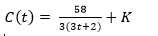 C(t) = 58 / 3(3t+2) + K